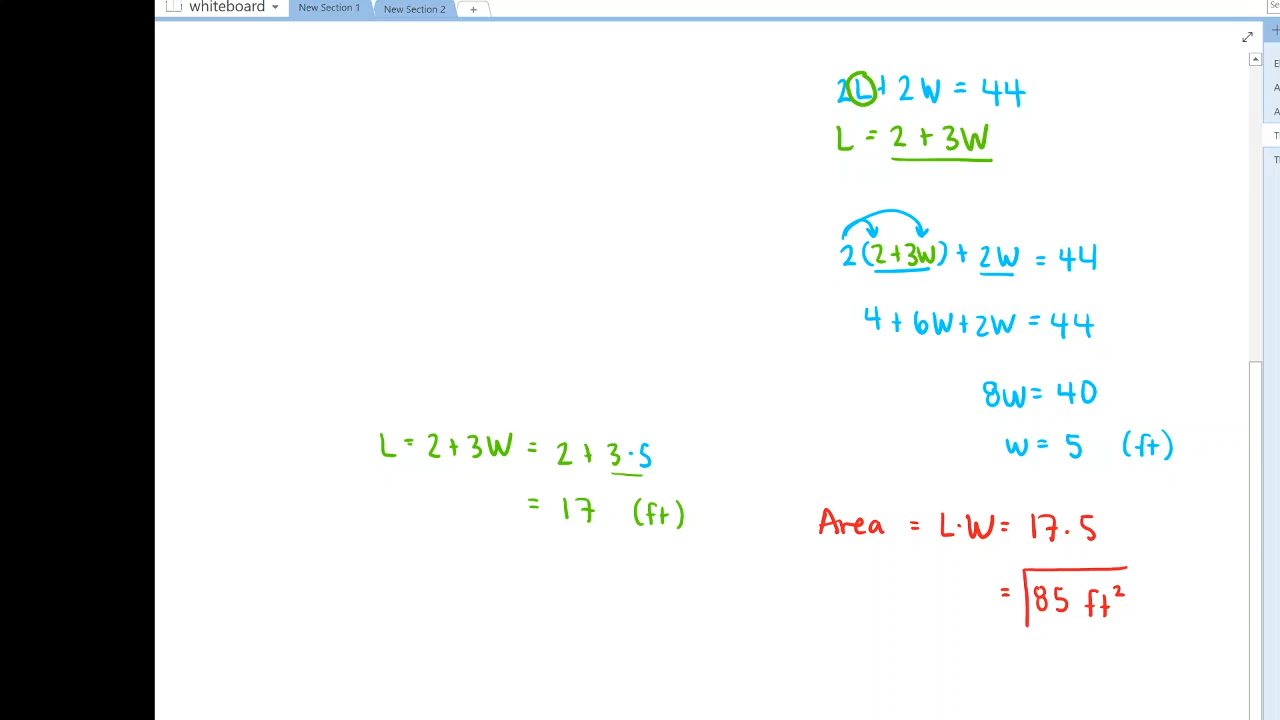 whiteboard New Section 1 New Section 2 +
2L + 2W = 44
L = 2 + 3W
2(2+3W) + 2W = 44
4 + 6W + 2W = 44
8W = 40
W = 5 (ft)
L = 2 + 3W = 2 + 3 · 5
= 17 (ft)
Area = L·W = 17 · 5
= 85 ft²